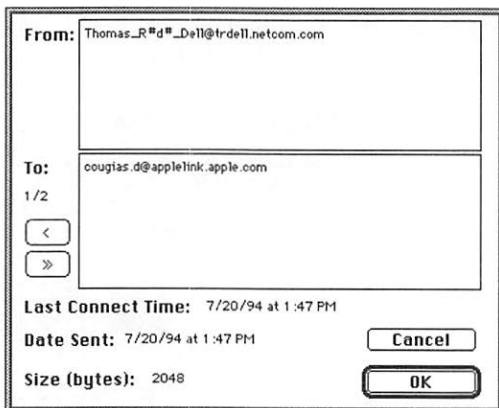 From: Thomas_R#d#_Dell@trdell.netcom.com
To: cougias.d@applelink.apple.com
1/2
<
»
Last Connect Time: 7/20/94 at 1:47 PM
Date Sent: 7/20/94 at 1:47 PM
Cancel
Size (bytes): 2048
OK